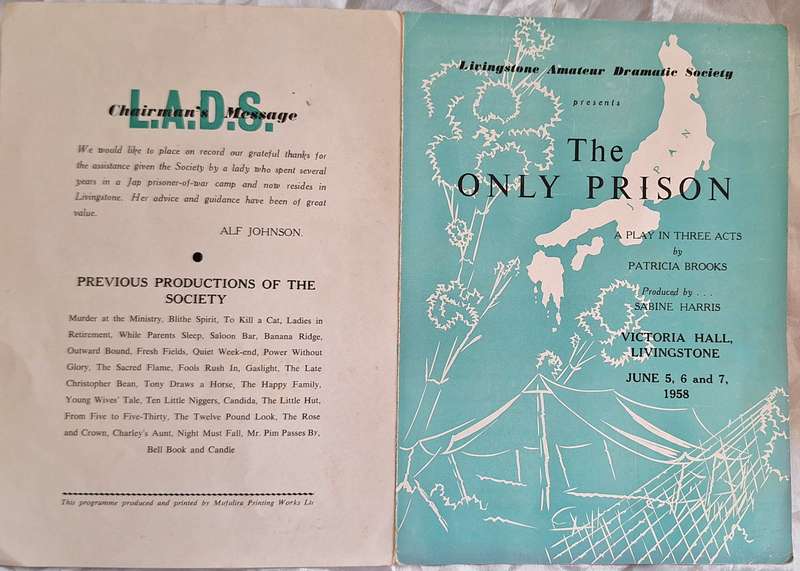 L.A.D.S.
Chairman's Message
We would like to place on record our grateful thanks for
the assistance given the Society by a lady who spent several
years in a Jap prisoner-of-war camp and now resides in
Livingstone. Her advice and guidance have been of great
value.
ALF JOHNSON.
PREVIOUS PRODUCTIONS OF THE
SOCIETY
Murder at the Ministry, Blithe Spirit, To Kill a Cat, Ladies in
Retirement, While Parents Sleep, Saloon Bar, Banana Ridge,
Outward Bound, Fresh Fields, Quiet Week-end, Power Without
Glory, The Sacred Flame, Fools Rush In, Gaslight, The Late
Christopher Bean, Tony Draws a Horse, The Happy Family,
Young Wives' Tale, Ten Little Niggers, Candida, The Little Hut,
From Five to Five-Thirty, The Twelve Pound Look, The Rose
and Crown, Charley's Aunt, Night Must Fall, Mr. Pim Passes By,
Bell Book and Candle
This programme produced and printed by Mufulira Printing Works Lt
Livingstone Amateur Dramatic Society
presents
The
ONLY PRISON
JAPAN
A PLAY IN THREE ACTS
by
PATRICIA BROOKS
Produced by . . .
SABINE HARRIS
VICTORIA HALL,
LIVINGSTONE
JUNE 5, 6 and 7,
1958